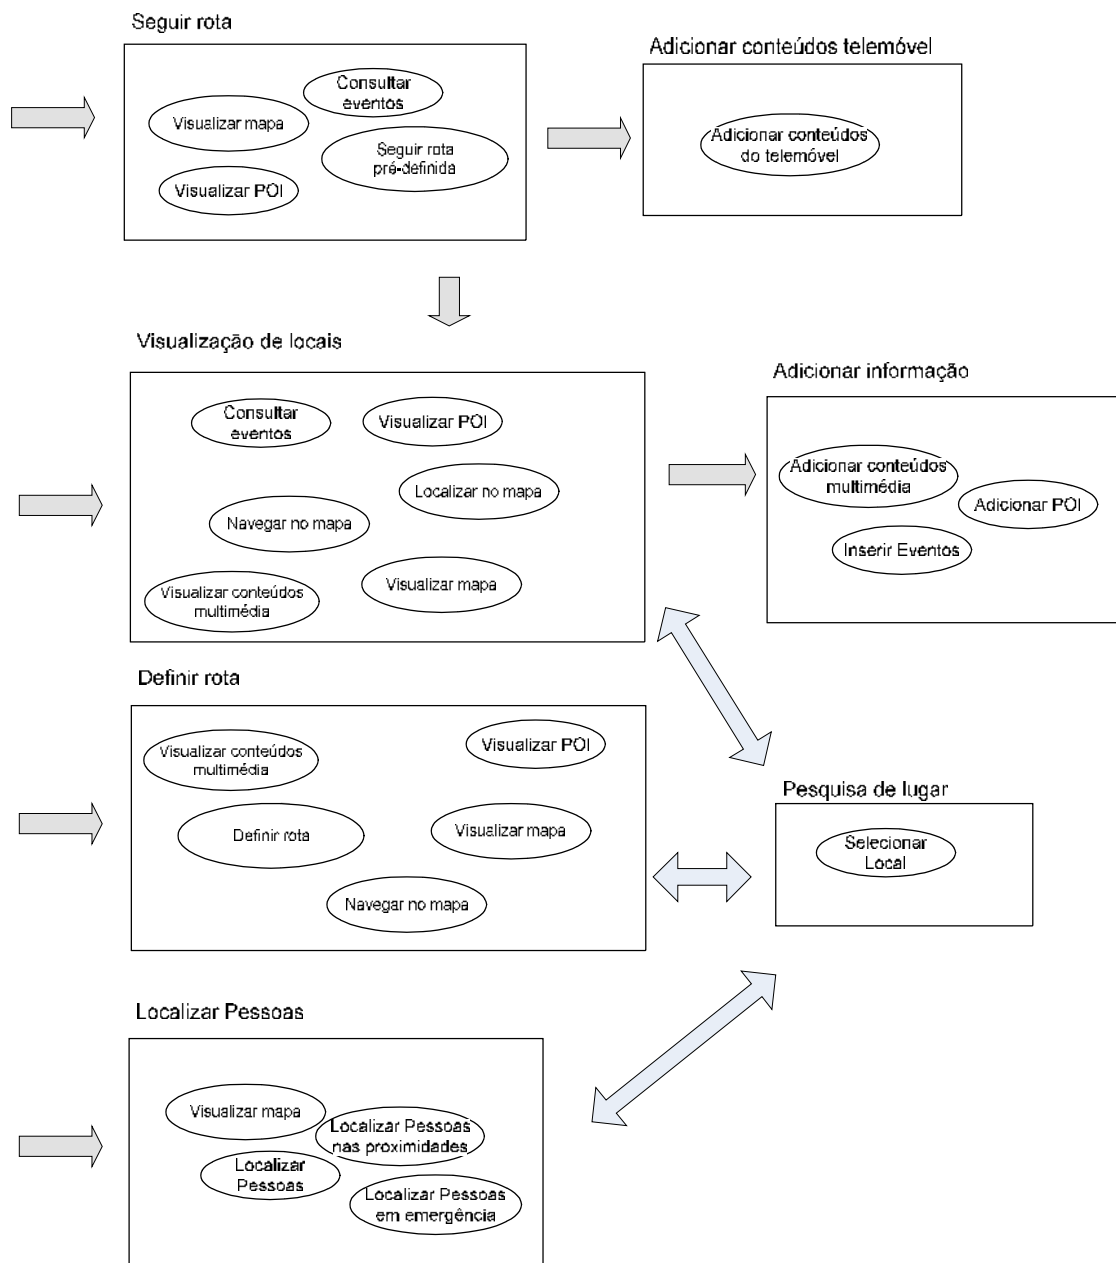 Seguir rota
Consultar
eventos
Visualizar mapa
Seguir rota
pré-definida
Visualizar POI
Adicionar conteúdos telemóvel
Adicionar conteúdos
do telemóvel
Visualização de locais
Consultar
eventos
Visualizar POI
Localizar no mapa
Navegar no mapa
Visualizar mapa
Visualizar conteúdos
multimédia
Adicionar informação
Adicionar conteúdos
multimédia
Adicionar POI
Inserir Eventos
Definir rota
Visualizar conteúdos
multimédia
Visualizar POI
Definir rota
Visualizar mapa
Navegar no mapa
Pesquisa de lugar
Selecionar
Local
Localizar Pessoas
Visualizar mapa
Localizar Pessoas
nas proximidades
Localizar
Pessoas
Localizar Pessoas
em emergência